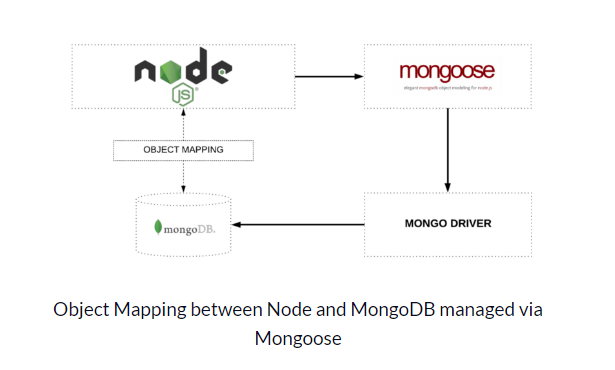 node
JS
mongoose
elegant mongodb object modeling for node.js
OBJECT MAPPING
mongoDB.
MONGO DRIVER
Object Mapping between Node and MongoDB managed via
Mongoose